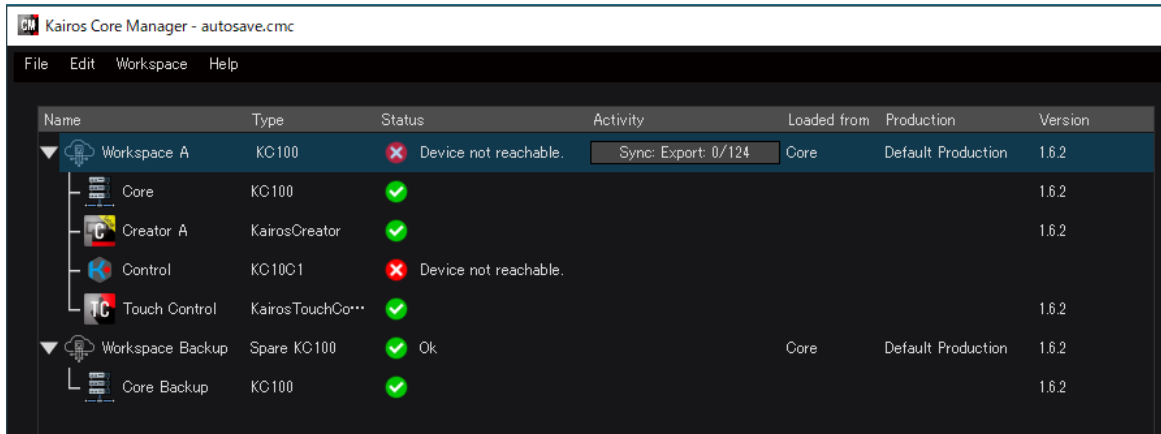 Kairos Core Manager - autosave.cmc
File Edit Workspace Help
Name Type Status Activity Loaded from Production Version
Workspace A KC100 Device not reachable. Sync: Export: 0/124 Core Default Production 1.6.2
Core KC100 1.6.2
Creator A KairosCreator 1.6.2
Control KC10C1 Device not reachable.
Touch Control KairosTouchCo… 1.6.2
Workspace Backup Spare KC100 Ok Core Default Production 1.6.2
Core Backup KC100 1.6.2